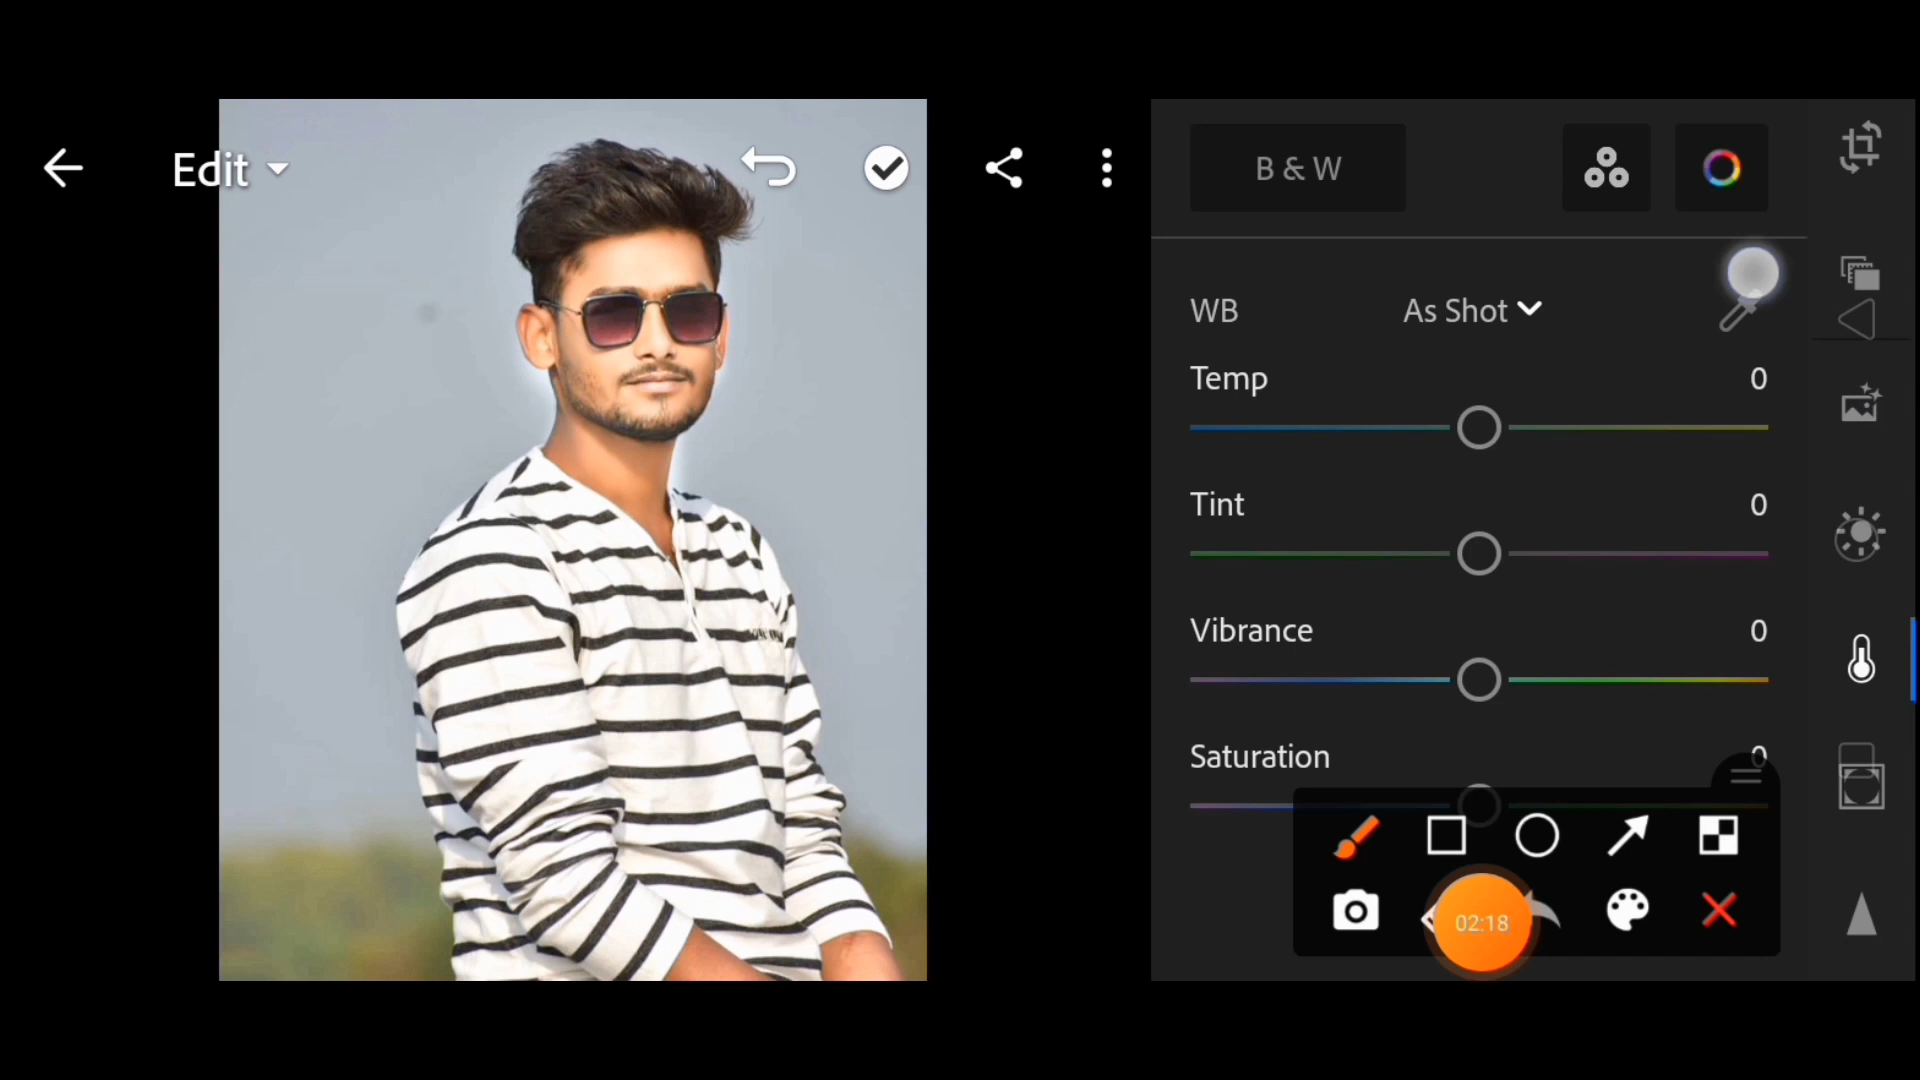 Edit
B & W
WB As Shot
Temp 0
Tint 0
Vibrance 0
Saturation 0
02:18